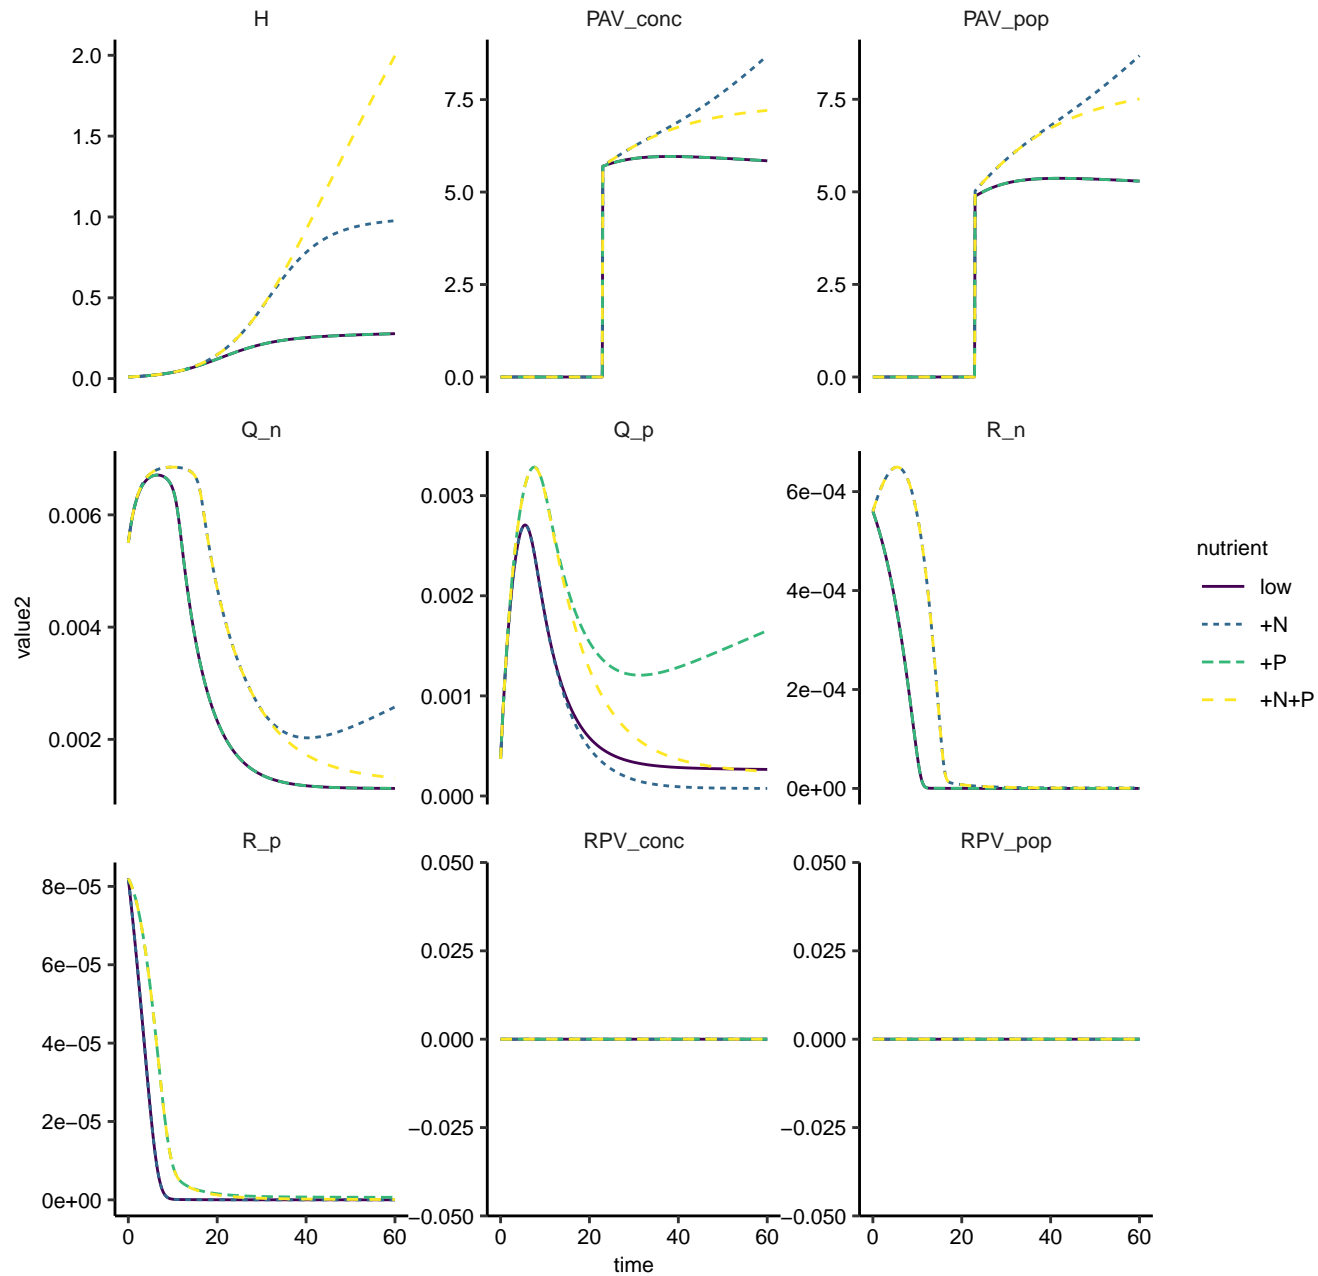 H
PAV_conc
PAV_pop
2.0
1.5
1.0
0.5
0.0
7.5
5.0
2.5
0.0
7.5
5.0
2.5
0.0
Q_n
Q_p
R_n
0.006
0.004
0.002
0.003
0.002
0.001
0.000
6e−04
4e−04
2e−04
0e+00
R_p
RPV_conc
RPV_pop
8e−05
6e−05
4e−05
2e−05
0e+00
0.050
0.025
0.000
−0.025
−0.050
0.050
0.025
0.000
−0.025
−0.050
0 20 40 60
0 20 40 60
0 20 40 60
time
value2
nutrient
low
+N
+P
+N+P